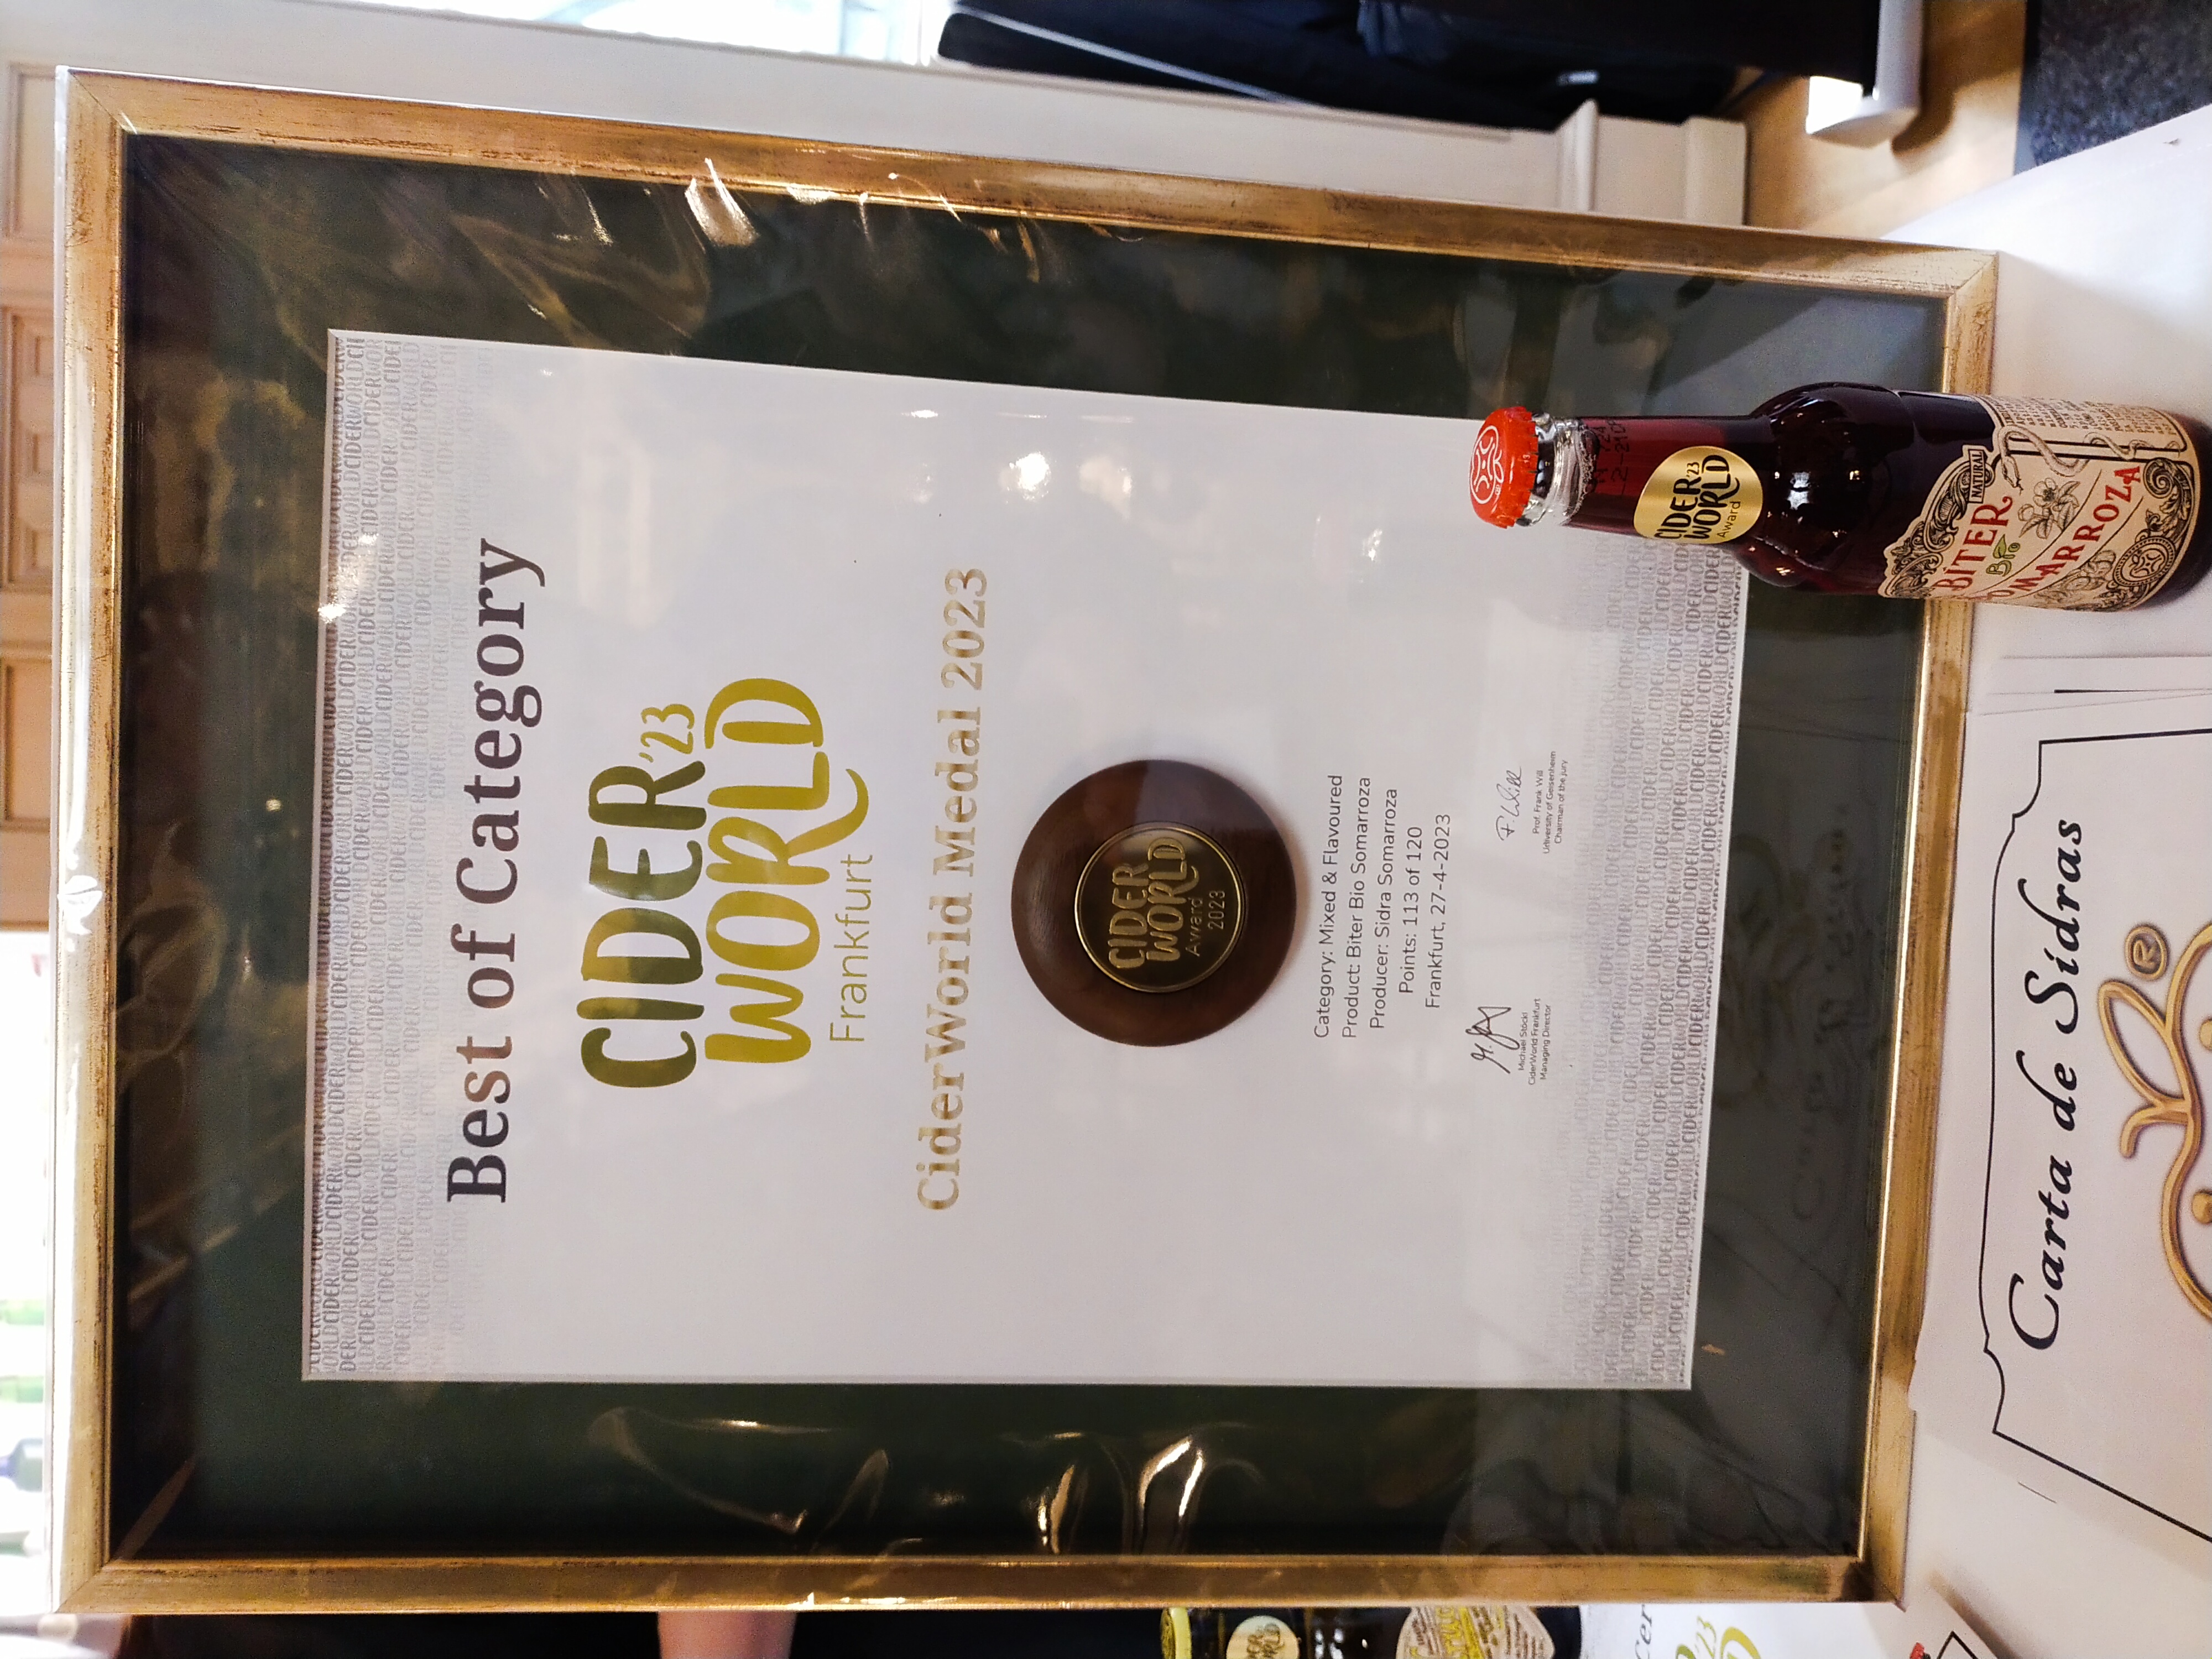 Best of Category
CIDER '23
WORLD
Frankfurt
CiderWorld Medal 2023
CIDER
WORLD
Award
2023
Category: Mixed & Flavoured
Product: Biter Bio Somarroza
Producer: Sidra Somarroza
Points: 113 of 120
Frankfurt, 27-4-2023
Michael Stöckl
CiderWorld Frankfurt
Managing Director
F. Will
Prof. Frank Will
University of Geisenheim
Chairman of the jury
CIDER '23
WORLD
Award
NATURAL
BÍTER
Bio
SOMARROZA
Carta de Sidras
®